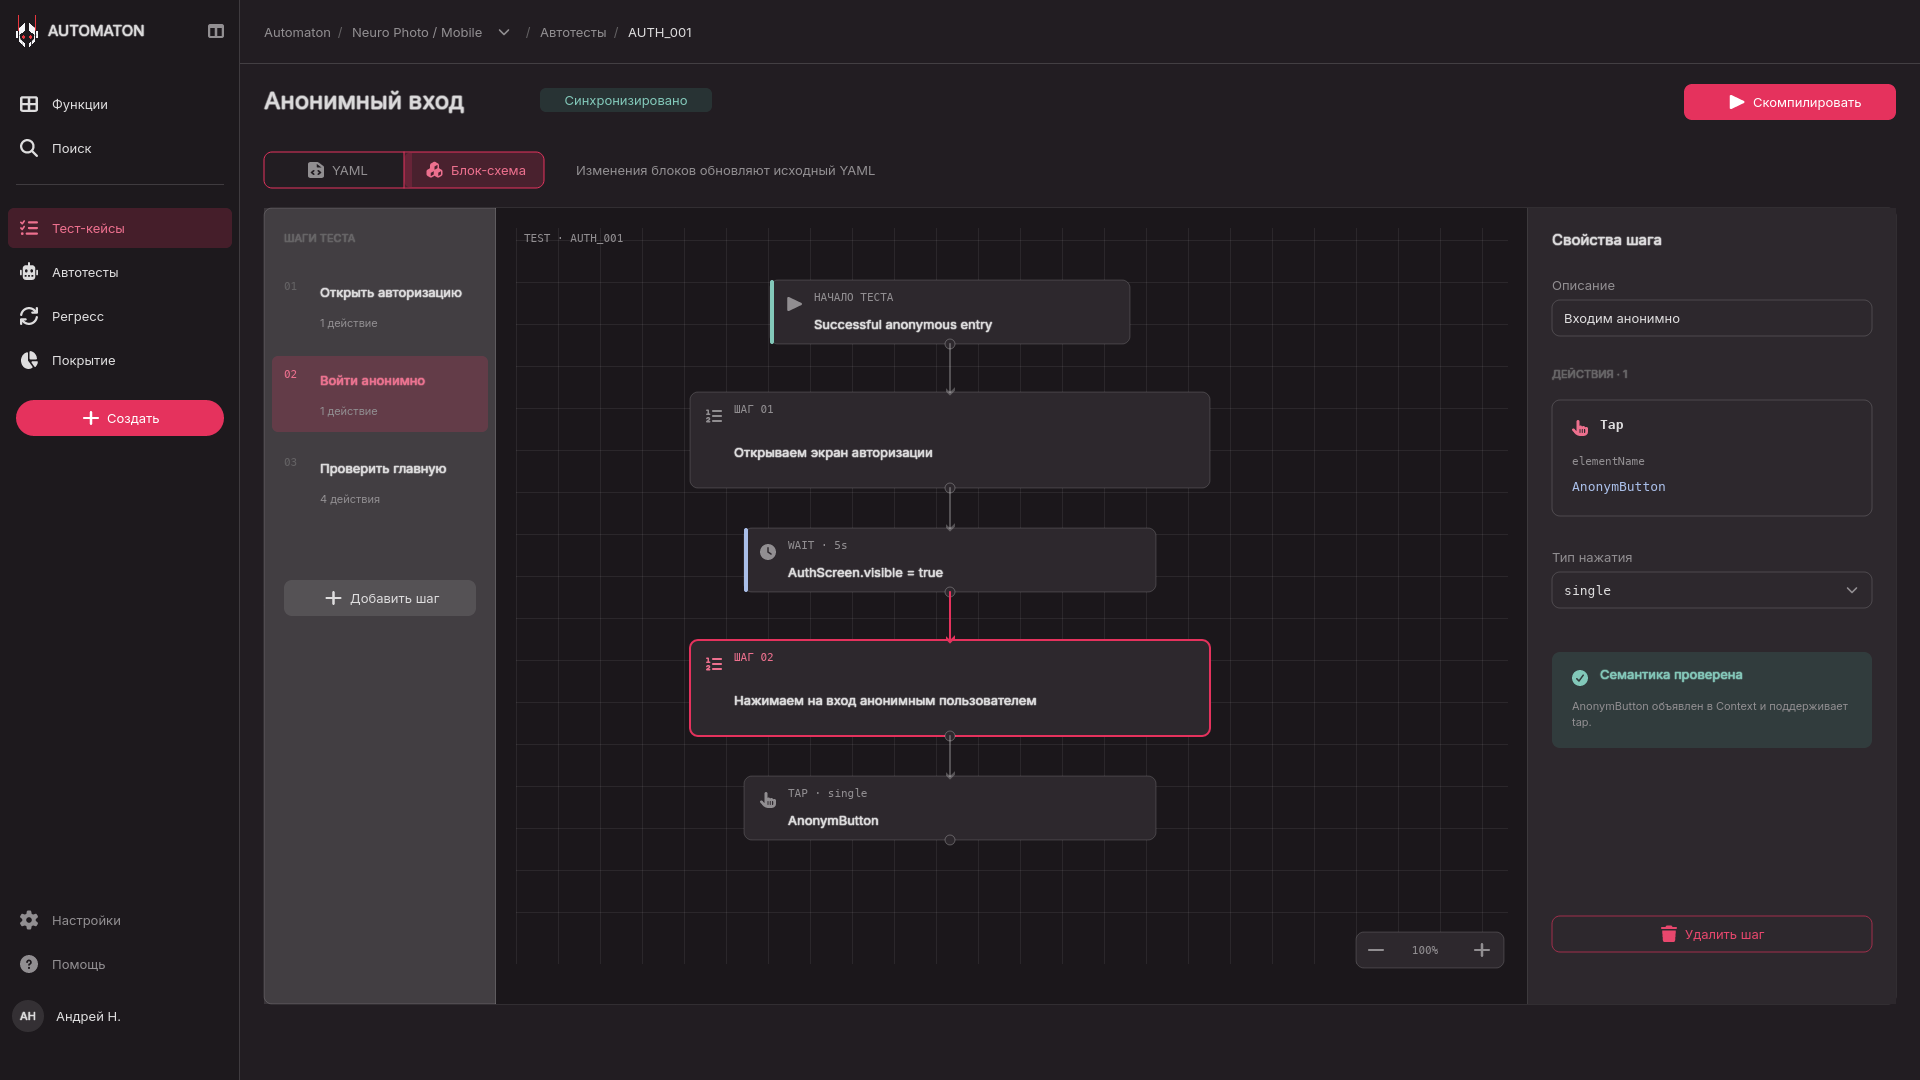 AUTOMATON
Функции
Поиск
Тест-кейсы
Автотесты
Регресс
Покрытие
Создать
Настройки
Помощь
АН Андрей Н.
Automaton / Neuro Photo / Mobile / Автотесты / AUTH_001
Анонимный вход
Синхронизировано
Скомпилировать
YAML
Блок-схема
Изменения блоков обновляют исходный YAML
ШАГИ ТЕСТА
01 Открыть авторизацию
1 действие
02 Войти анонимно
1 действие
03 Проверить главную
4 действия
Добавить шаг
TEST · AUTH_001
НАЧАЛО ТЕСТА
Successful anonymous entry
ШАГ 01
Открываем экран авторизации
WAIT · 5s
AuthScreen.visible = true
ШАГ 02
Нажимаем на вход анонимным пользователем
TAP · single
AnonymButton
100%
Свойства шага
Описание
Входим анонимно
ДЕЙСТВИЯ · 1
Tap
elementName
AnonymButton
Тип нажатия
single
Семантика проверена
AnonymButton объявлен в Context и поддерживает
tap.
Удалить шаг